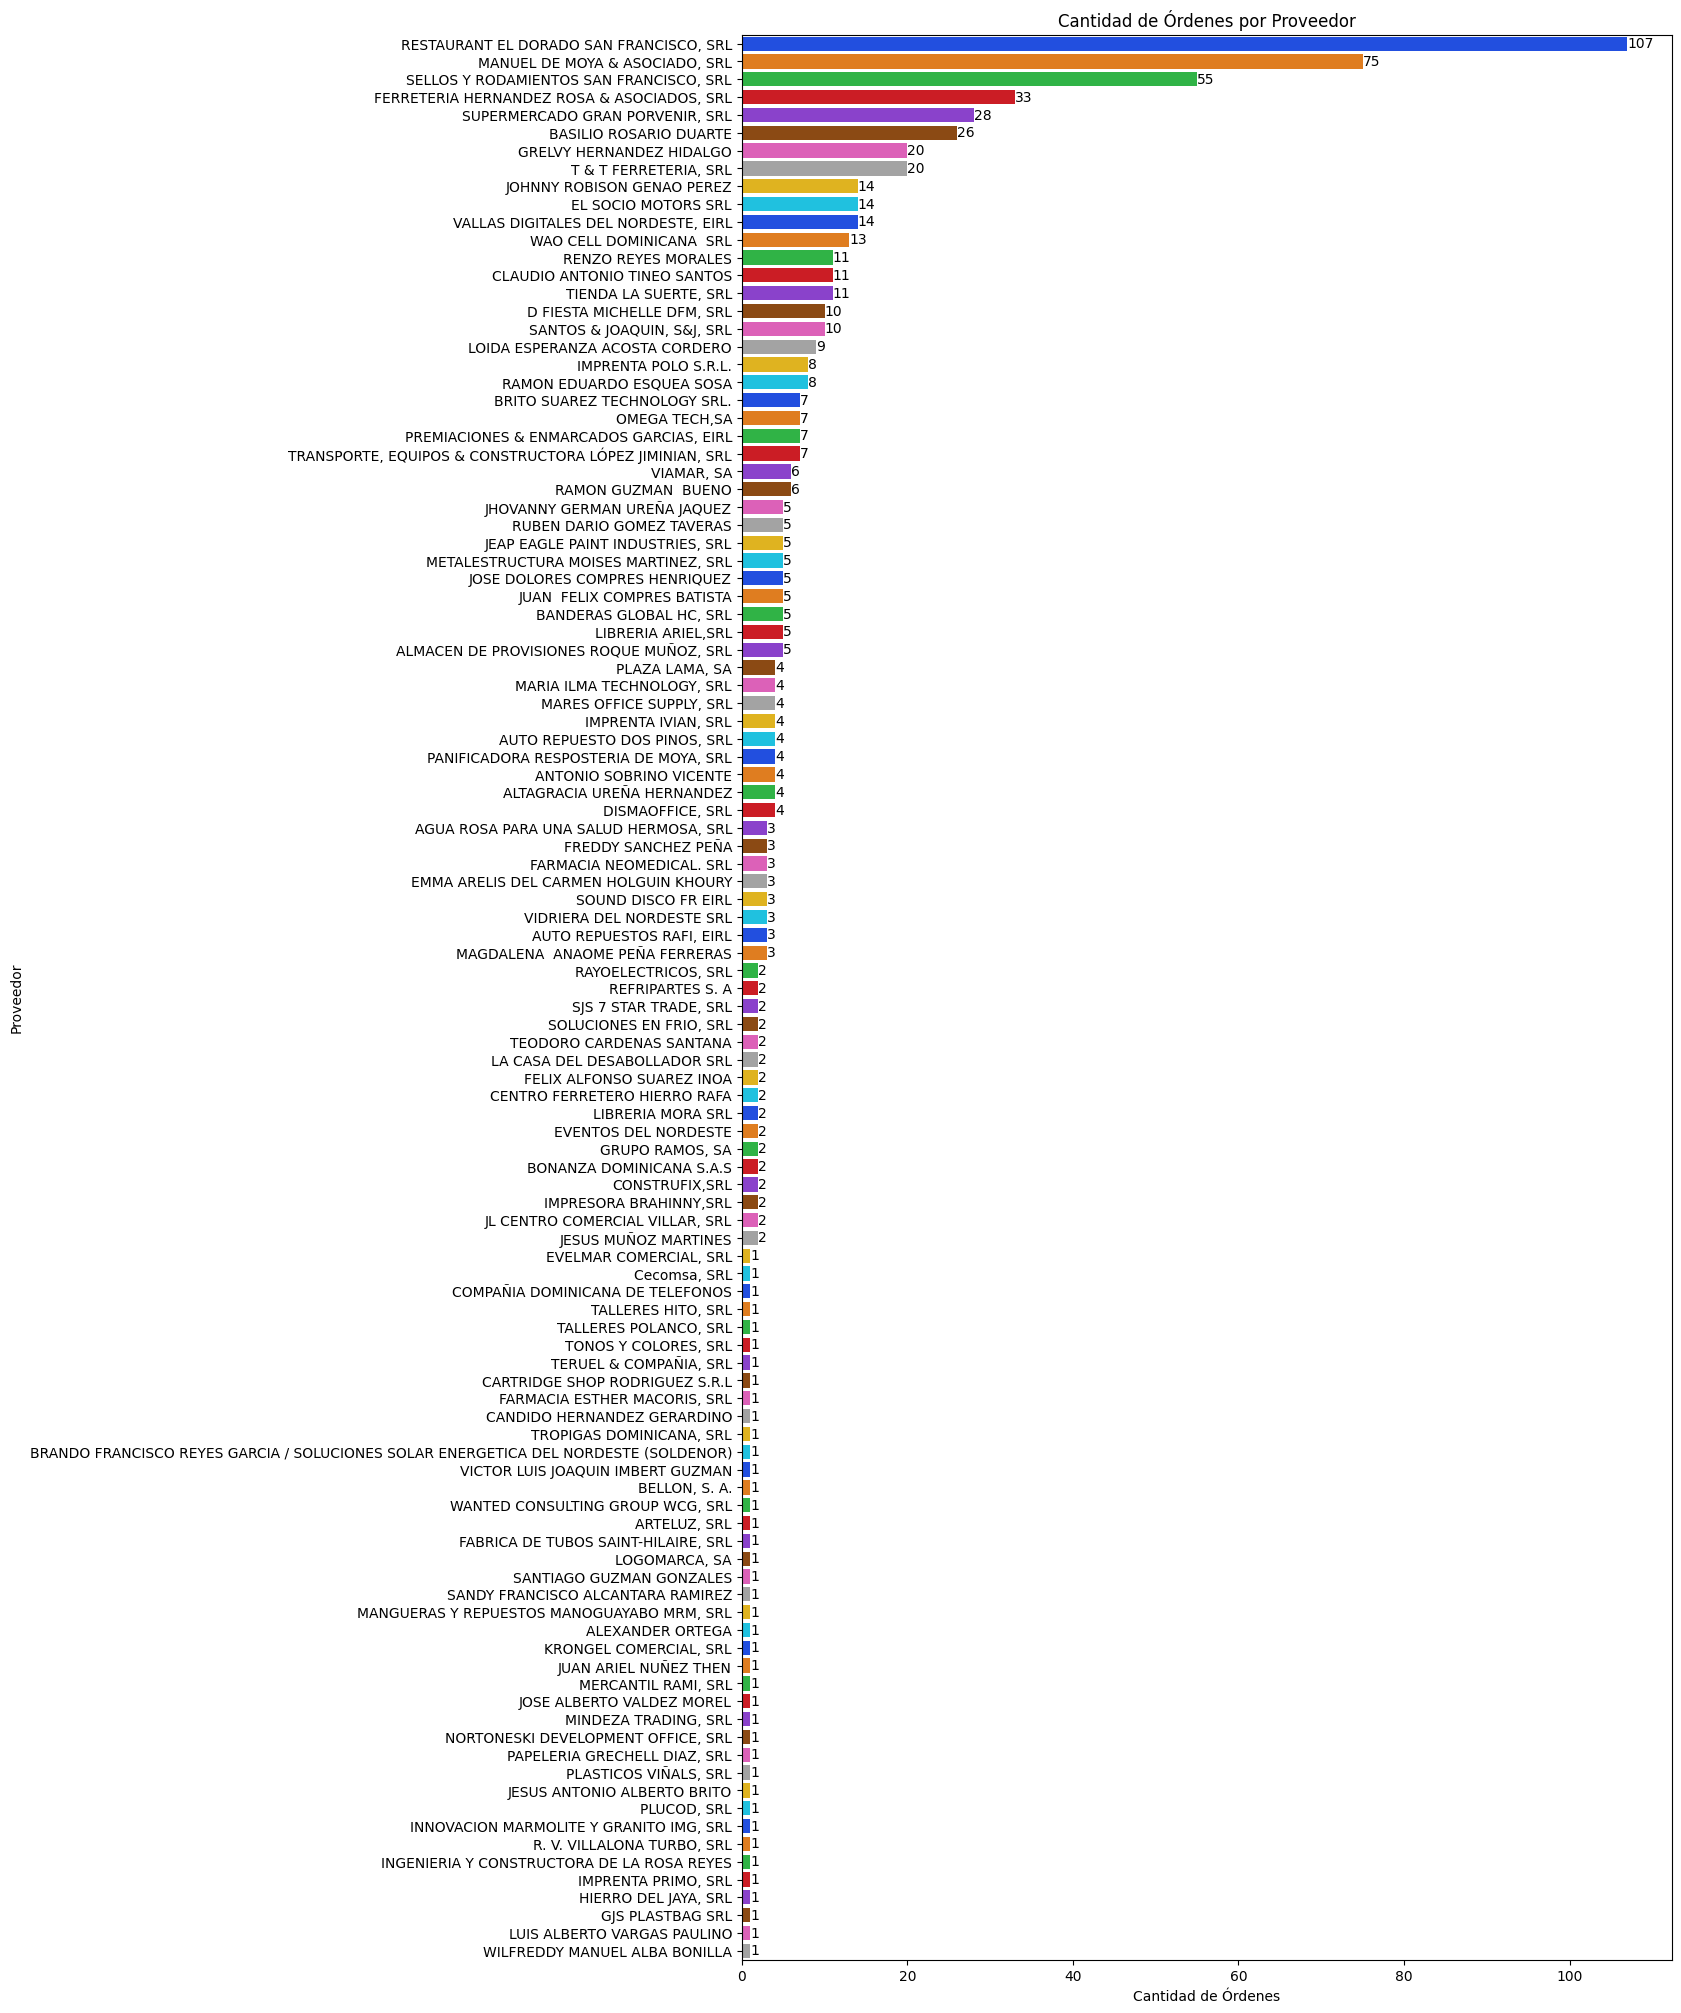 Cantidad de Órdenes por Proveedor
RESTAURANT EL DORADO SAN FRANCISCO, SRL 107
MANUEL DE MOYA & ASOCIADO, SRL 75
SELLOS Y RODAMIENTOS SAN FRANCISCO, SRL 55
FERRETERIA HERNANDEZ ROSA & ASOCIADOS, SRL 33
SUPERMERCADO GRAN PORVENIR, SRL 28
BASILIO ROSARIO DUARTE 26
GRELVY HERNANDEZ HIDALGO 20
T & T FERRETERIA, SRL 20
JOHNNY ROBISON GENAO PEREZ 14
EL SOCIO MOTORS SRL 14
VALLAS DIGITALES DEL NORDESTE, EIRL 14
WAO CELL DOMINICANA  SRL 13
RENZO REYES MORALES 11
CLAUDIO ANTONIO TINEO SANTOS 11
TIENDA LA SUERTE, SRL 11
D FIESTA MICHELLE DFM, SRL 10
SANTOS & JOAQUIN, S&J, SRL 10
LOIDA ESPERANZA ACOSTA CORDERO 9
IMPRENTA POLO S.R.L. 8
RAMON EDUARDO ESQUEA SOSA 8
BRITO SUAREZ TECHNOLOGY SRL. 7
OMEGA TECH,SA 7
PREMIACIONES & ENMARCADOS GARCIAS, EIRL 7
TRANSPORTE, EQUIPOS & CONSTRUCTORA LÓPEZ JIMINIAN, SRL 7
VIAMAR, SA 6
RAMON GUZMAN  BUENO 6
JHOVANNY GERMAN UREÑA JAQUEZ 5
RUBEN DARIO GOMEZ TAVERAS 5
JEAP EAGLE PAINT INDUSTRIES, SRL 5
METALESTRUCTURA MOISES MARTINEZ, SRL 5
JOSE DOLORES COMPRES HENRIQUEZ 5
JUAN  FELIX COMPRES BATISTA 5
BANDERAS GLOBAL HC, SRL 5
LIBRERIA ARIEL,SRL 5
ALMACEN DE PROVISIONES ROQUE MUÑOZ, SRL 5
PLAZA LAMA, SA 4
MARIA ILMA TECHNOLOGY, SRL 4
MARES OFFICE SUPPLY, SRL 4
IMPRENTA IVIAN, SRL 4
AUTO REPUESTO DOS PINOS, SRL 4
PANIFICADORA RESPOSTERIA DE MOYA, SRL 4
ANTONIO SOBRINO VICENTE 4
ALTAGRACIA UREÑA HERNANDEZ 4
DISMAOFFICE, SRL 4
AGUA ROSA PARA UNA SALUD HERMOSA, SRL 3
FREDDY SANCHEZ PEÑA 3
FARMACIA NEOMEDICAL. SRL 3
EMMA ARELIS DEL CARMEN HOLGUIN KHOURY 3
SOUND DISCO FR EIRL 3
VIDRIERA DEL NORDESTE SRL 3
AUTO REPUESTOS RAFI, EIRL 3
MAGDALENA  ANAOME PEÑA FERRERAS 3
RAYOELECTRICOS, SRL 2
REFRIPARTES S. A 2
SJS 7 STAR TRADE, SRL 2
SOLUCIONES EN FRIO, SRL 2
TEODORO CARDENAS SANTANA 2
LA CASA DEL DESABOLLADOR SRL 2
FELIX ALFONSO SUAREZ INOA 2
CENTRO FERRETERO HIERRO RAFA 2
LIBRERIA MORA SRL 2
EVENTOS DEL NORDESTE 2
GRUPO RAMOS, SA 2
BONANZA DOMINICANA S.A.S 2
CONSTRUFIX,SRL 2
IMPRESORA BRAHINNY,SRL 2
JL CENTRO COMERCIAL VILLAR, SRL 2
JESUS MUÑOZ MARTINES 2
EVELMAR COMERCIAL, SRL 1
Cecomsa, SRL 1
COMPAÑIA DOMINICANA DE TELEFONOS 1
TALLERES HITO, SRL 1
TALLERES POLANCO, SRL 1
TONOS Y COLORES, SRL 1
TERUEL & COMPAÑIA, SRL 1
CARTRIDGE SHOP RODRIGUEZ S.R.L 1
FARMACIA ESTHER MACORIS, SRL 1
CANDIDO HERNANDEZ GERARDINO 1
TROPIGAS DOMINICANA, SRL 1
BRANDO FRANCISCO REYES GARCIA / SOLUCIONES SOLAR ENERGETICA DEL NORDESTE (SOLDENOR) 1
VICTOR LUIS JOAQUIN IMBERT GUZMAN 1
BELLON, S. A. 1
WANTED CONSULTING GROUP WCG, SRL 1
ARTELUZ, SRL 1
FABRICA DE TUBOS SAINT-HILAIRE, SRL 1
LOGOMARCA, SA 1
SANTIAGO GUZMAN GONZALES 1
SANDY FRANCISCO ALCANTARA RAMIREZ 1
MANGUERAS Y REPUESTOS MANOGUAYABO MRM, SRL 1
ALEXANDER ORTEGA 1
KRONGEL COMERCIAL, SRL 1
JUAN ARIEL NUÑEZ THEN 1
MERCANTIL RAMI, SRL 1
JOSE ALBERTO VALDEZ MOREL 1
MINDEZA TRADING, SRL 1
NORTONESKI DEVELOPMENT OFFICE, SRL 1
PAPELERIA GRECHELL DIAZ, SRL 1
PLASTICOS VIÑALS, SRL 1
JESUS ANTONIO ALBERTO BRITO 1
PLUCOD, SRL 1
INNOVACION MARMOLITE Y GRANITO IMG, SRL 1
R. V. VILLALONA TURBO, SRL 1
INGENIERIA Y CONSTRUCTORA DE LA ROSA REYES 1
IMPRENTA PRIMO, SRL 1
HIERRO DEL JAYA, SRL 1
GJS PLASTBAG SRL 1
LUIS ALBERTO VARGAS PAULINO 1
WILFREDDY MANUEL ALBA BONILLA 1
Proveedor
0 20 40 60 80 100
Cantidad de Órdenes